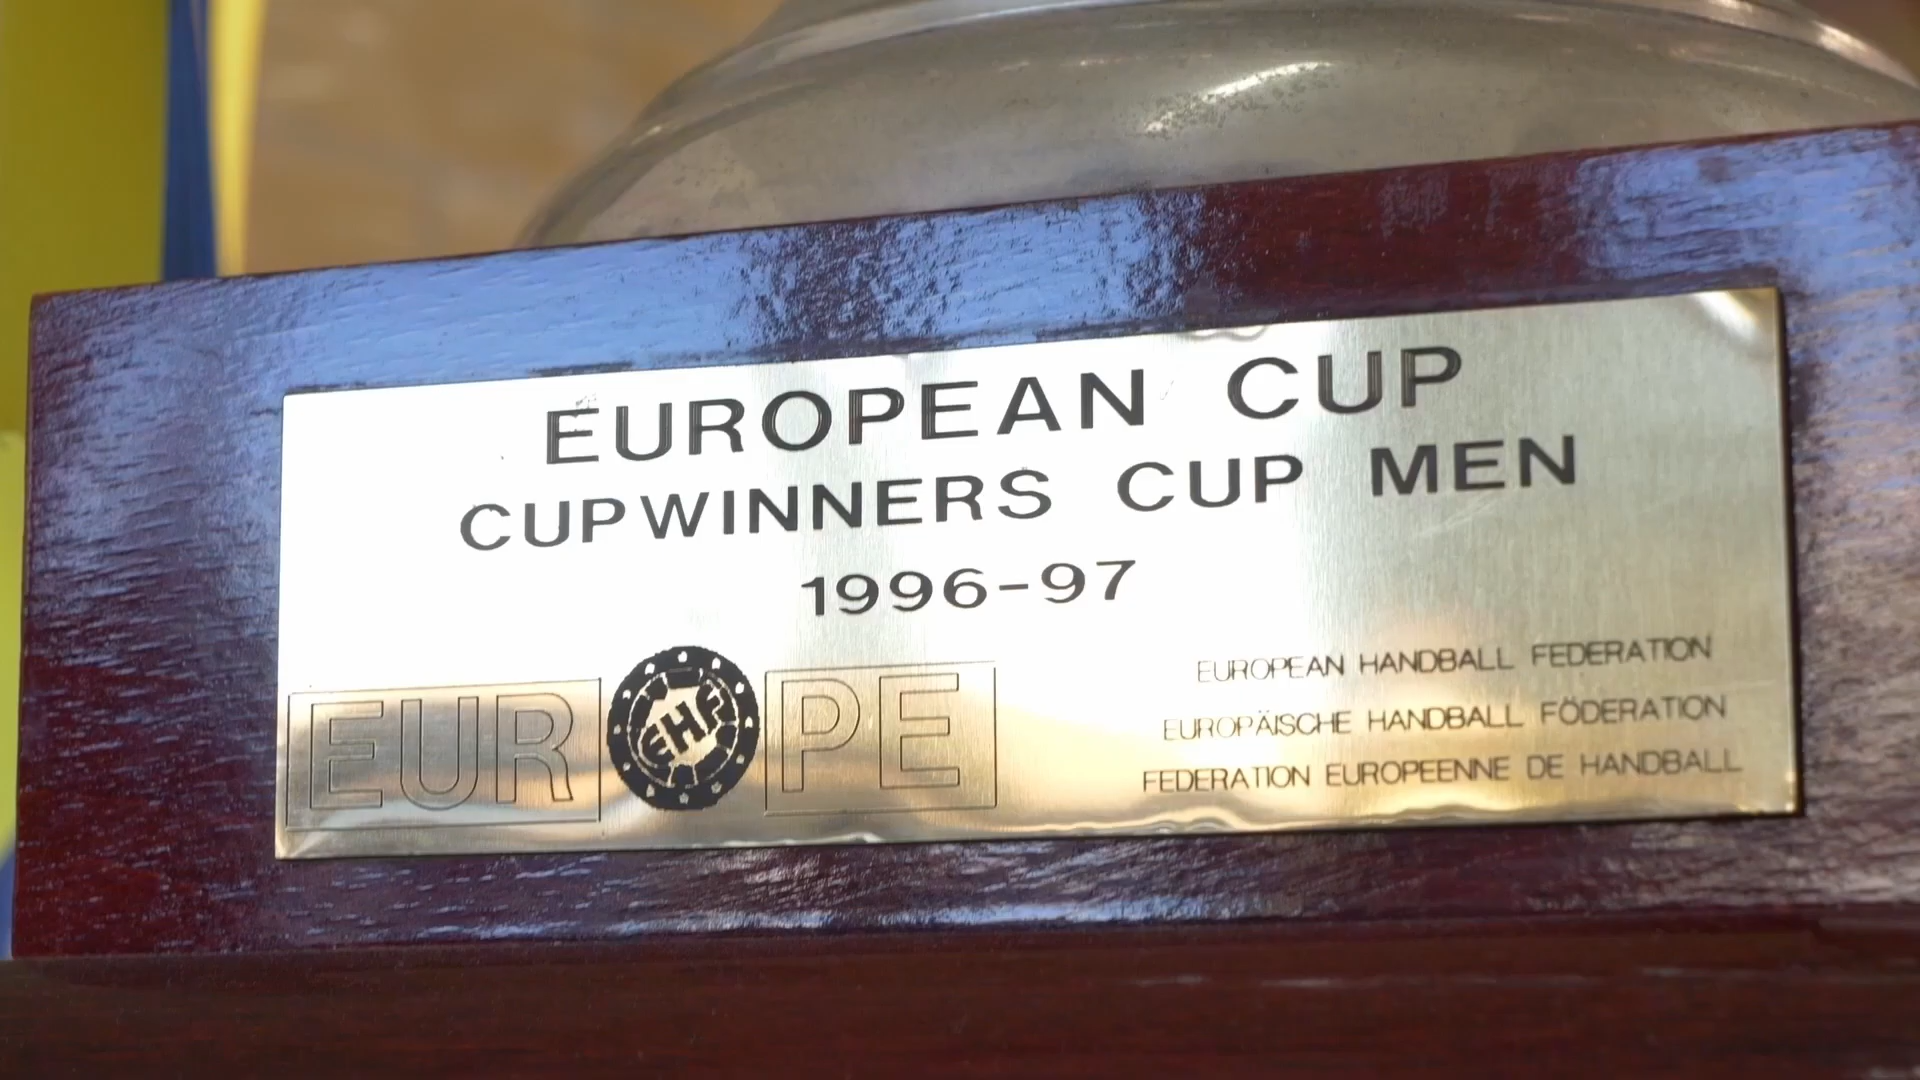 EUROPEAN CUP
CUPWINNERS CUP MEN
1996-97
EUR EHF PE
EUROPEAN HANDBALL FEDERATION
EUROPÄISCHE HANDBALL FÖDERATION
FEDERATION EUROPEENNE DE HANDBALL